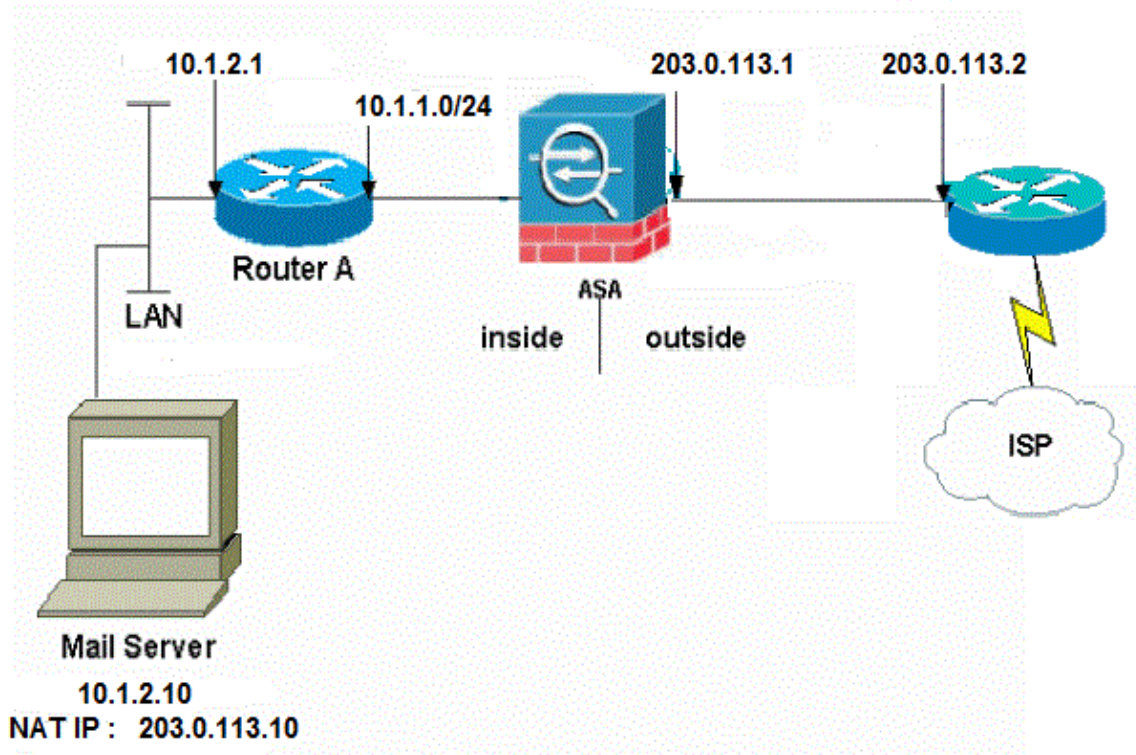 10.1.2.1
203.0.113.1
203.0.113.2
10.1.1.0/24
Router A
ASA
LAN
inside
outside
ISP
Mail Server
10.1.2.10
NAT IP : 203.0.113.10